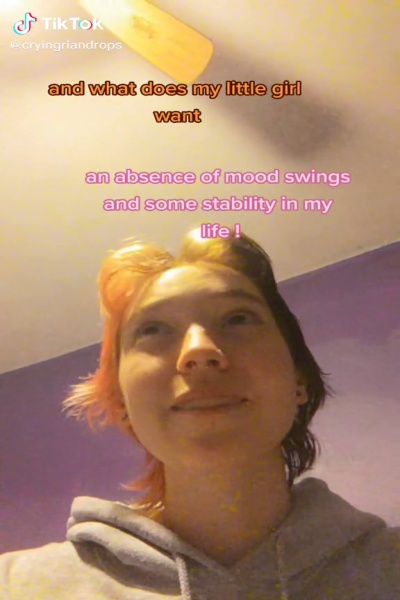 TikTok
@cryingriandrops
and what does my little girl
want
an absence of mood swings
and some stability in my
life !